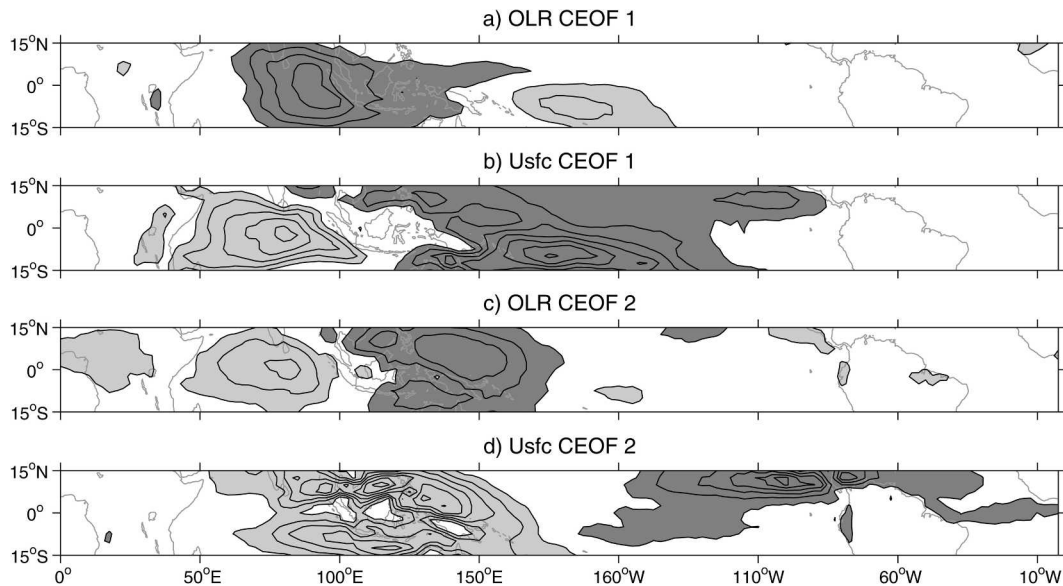 a) OLR CEOF 1
15°N
0°
15°S
b) Usfc CEOF 1
15°N
0°
15°S
c) OLR CEOF 2
15°N
0°
15°S
d) Usfc CEOF 2
15°N
0°
15°S
0° 50°E 100°E 150°E 160°W 110°W 60°W 10°W